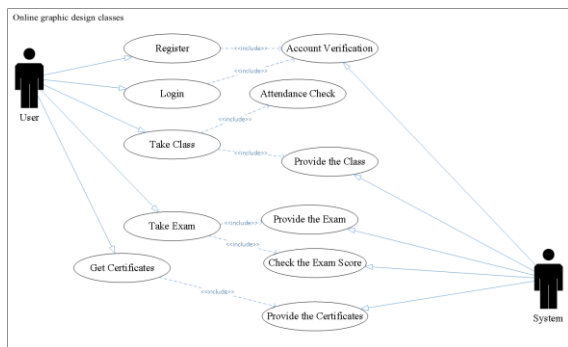 Online graphic design classes
Register
<<include>>
Account Verification
Login
<<include>>
Attendance Check
User
<<include>>
Take Class
<<include>>
Provide the Class
Take Exam
<<include>>
Provide the Exam
<<include>>
Get Certificates
Check the Exam Score
<<include>>
Provide the Certificates
System